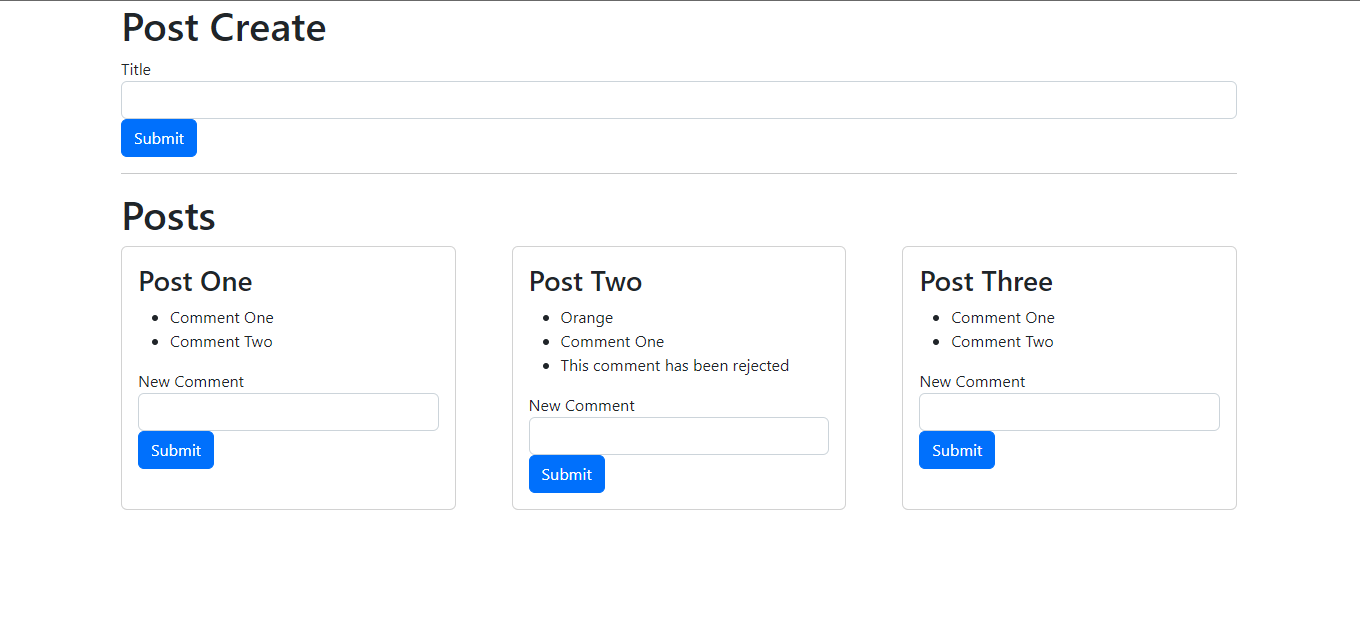 Post Create
Title
Submit
Posts
Post One
Comment One
Comment Two
New Comment
Submit
Post Two
Orange
Comment One
This comment has been rejected
New Comment
Submit
Post Three
Comment One
Comment Two
New Comment
Submit